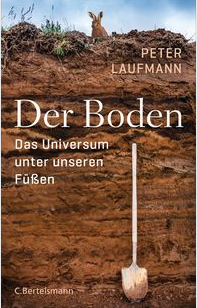 PETER
LAUFMANN
Der Boden
Das Universum
unter unseren
Füßen
C.Bertelsmann